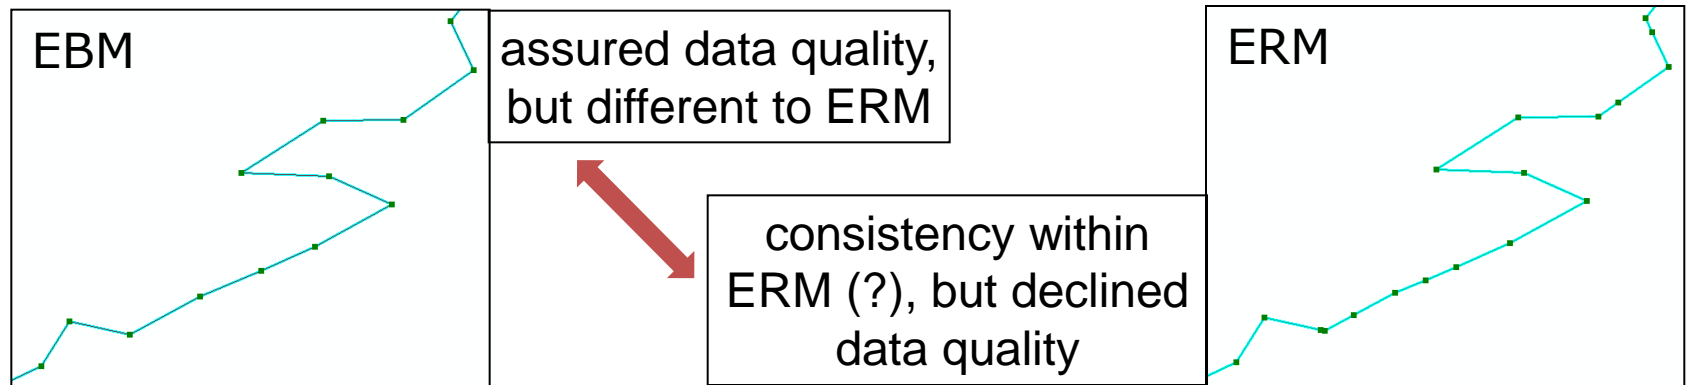 EBM
assured data quality,
but different to ERM
consistency within
ERM (?), but declined
data quality
ERM